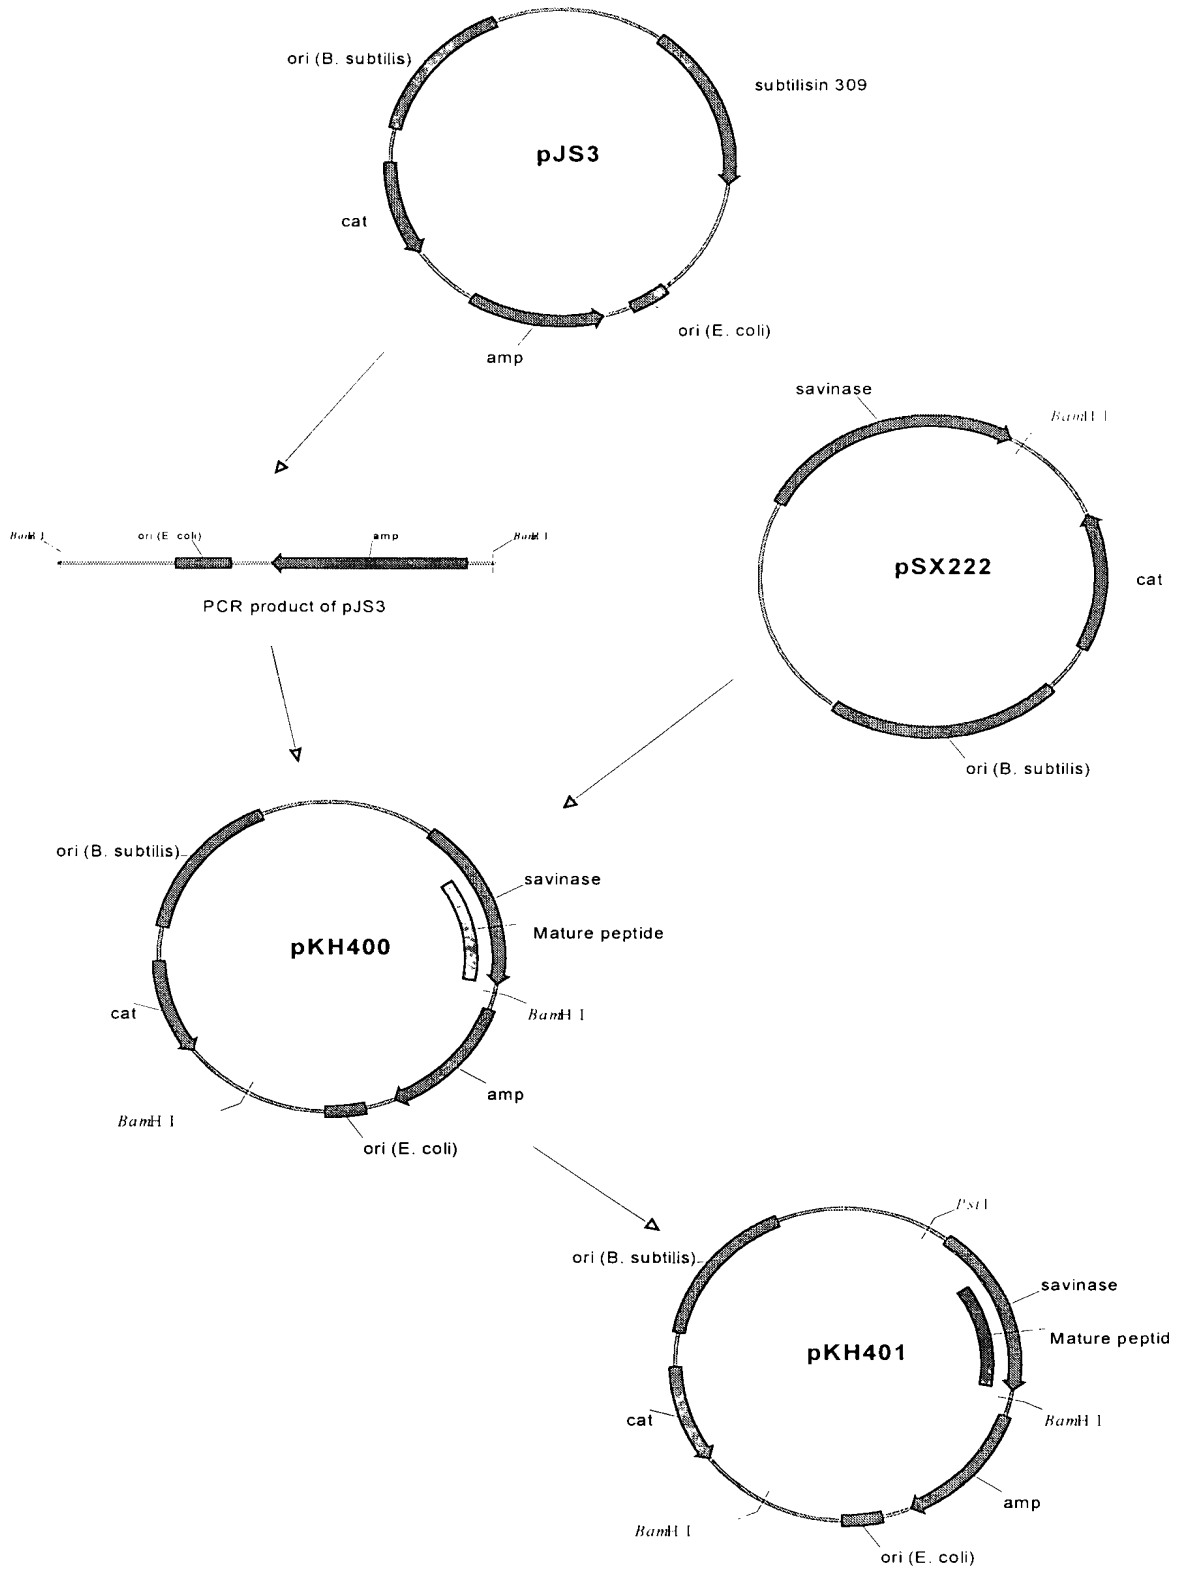 ori (B. subtilis)
subtilisin 309
pJS3
cat
ori (E. coli)
amp
savinase
BamH I
BamH I
ori (E. coli)
amp
BamH I
pSX222
cat
PCR product of pJS3
ori (B. subtilis)
ori (B. subtilis)
savinase
Mature peptide
pKH400
cat
BamH I
amp
BamH I
ori (E. coli)
Pst I
ori (B. subtilis)
savinase
Mature peptid
pKH401
cat
BamH I
amp
BamH I
ori (E. coli)